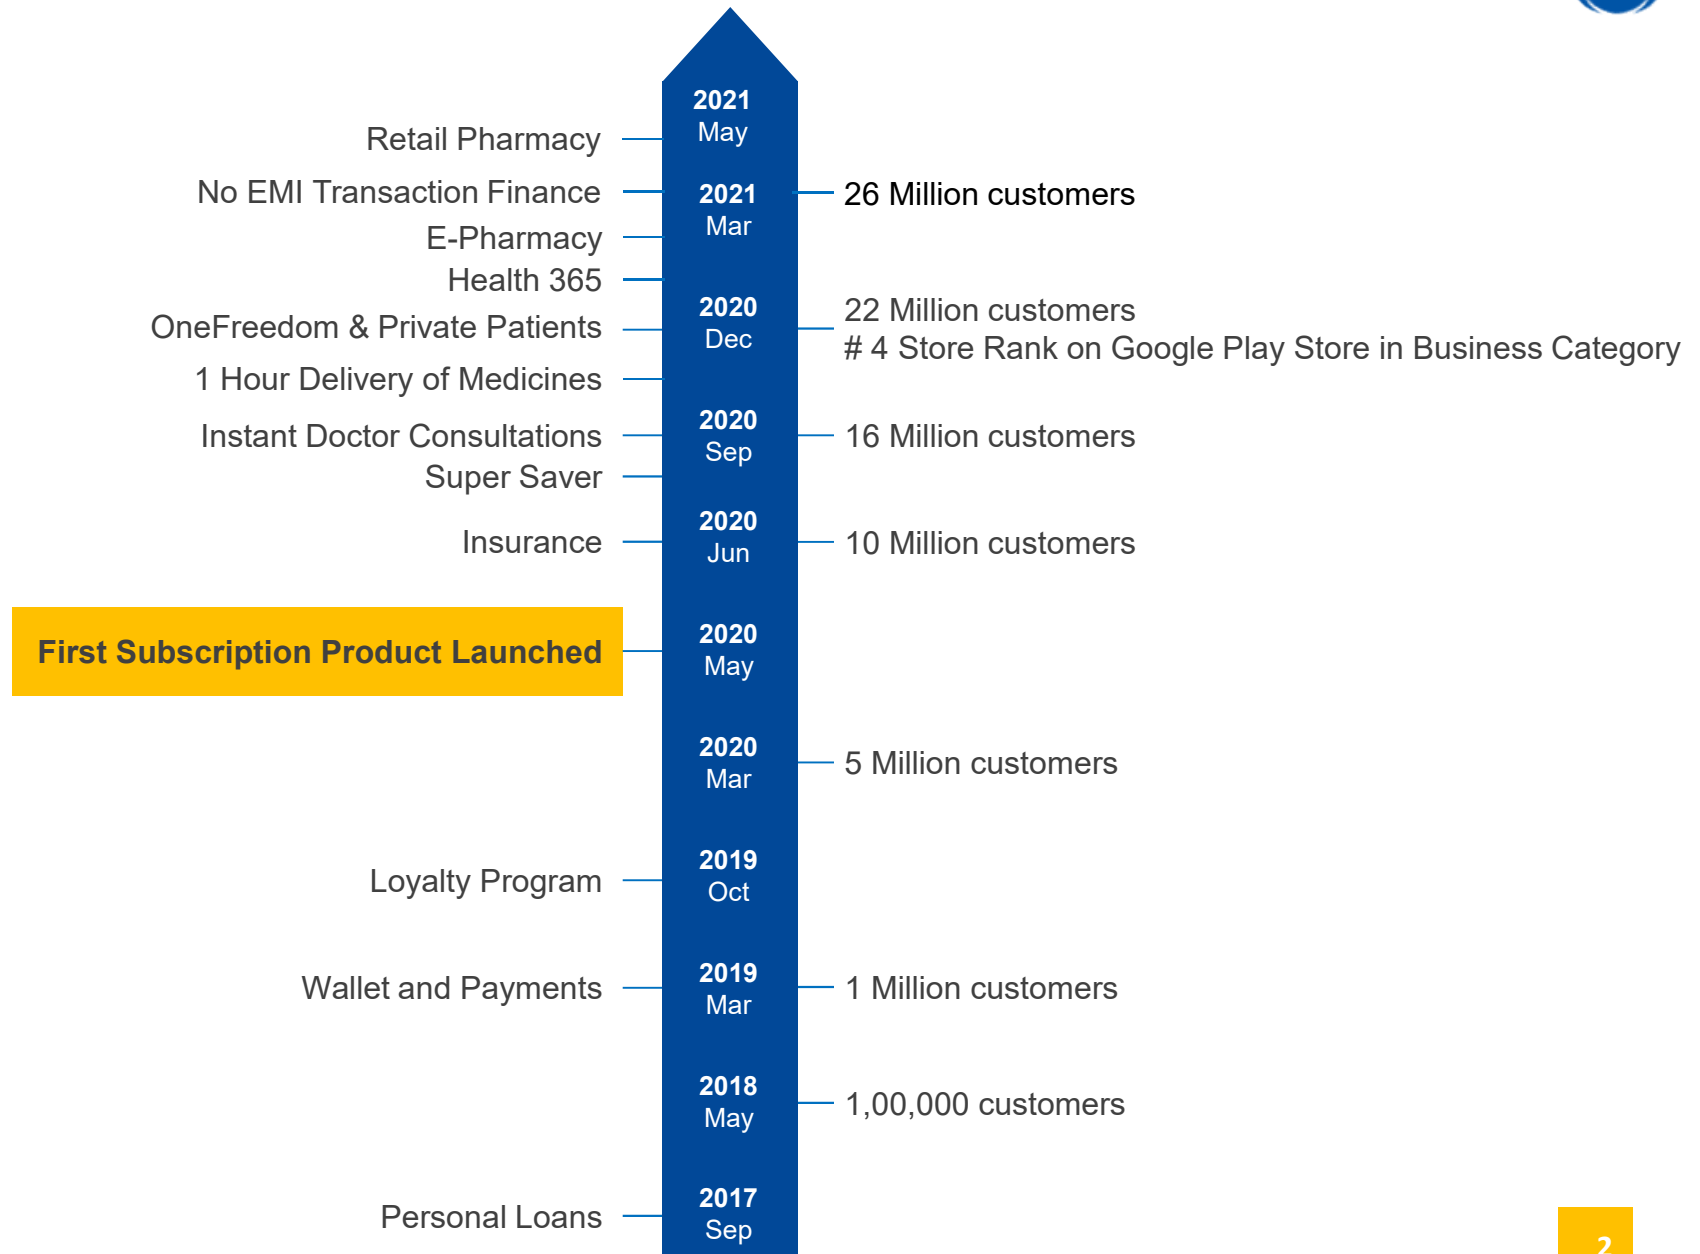 2021
May
Retail Pharmacy
No EMI Transaction Finance
2021
Mar
26 Million customers
E-Pharmacy
Health 365
OneFreedom & Private Patients
2020
Dec
22 Million customers
# 4 Store Rank on Google Play Store in Business Category
1 Hour Delivery of Medicines
Instant Doctor Consultations
2020
Sep
16 Million customers
Super Saver
Insurance
2020
Jun
10 Million customers
First Subscription Product Launched
2020
May
2020
Mar
5 Million customers
Loyalty Program
2019
Oct
Wallet and Payments
2019
Mar
1 Million customers
2018
May
1,00,000 customers
Personal Loans
2017
Sep
2